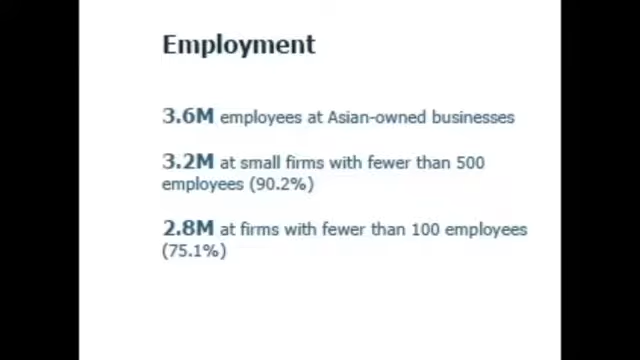 Employment
3.6M employees at Asian-owned businesses
3.2M at small firms with fewer than 500
employees (90.2%)
2.8M at firms with fewer than 100 employees
(75.1%)